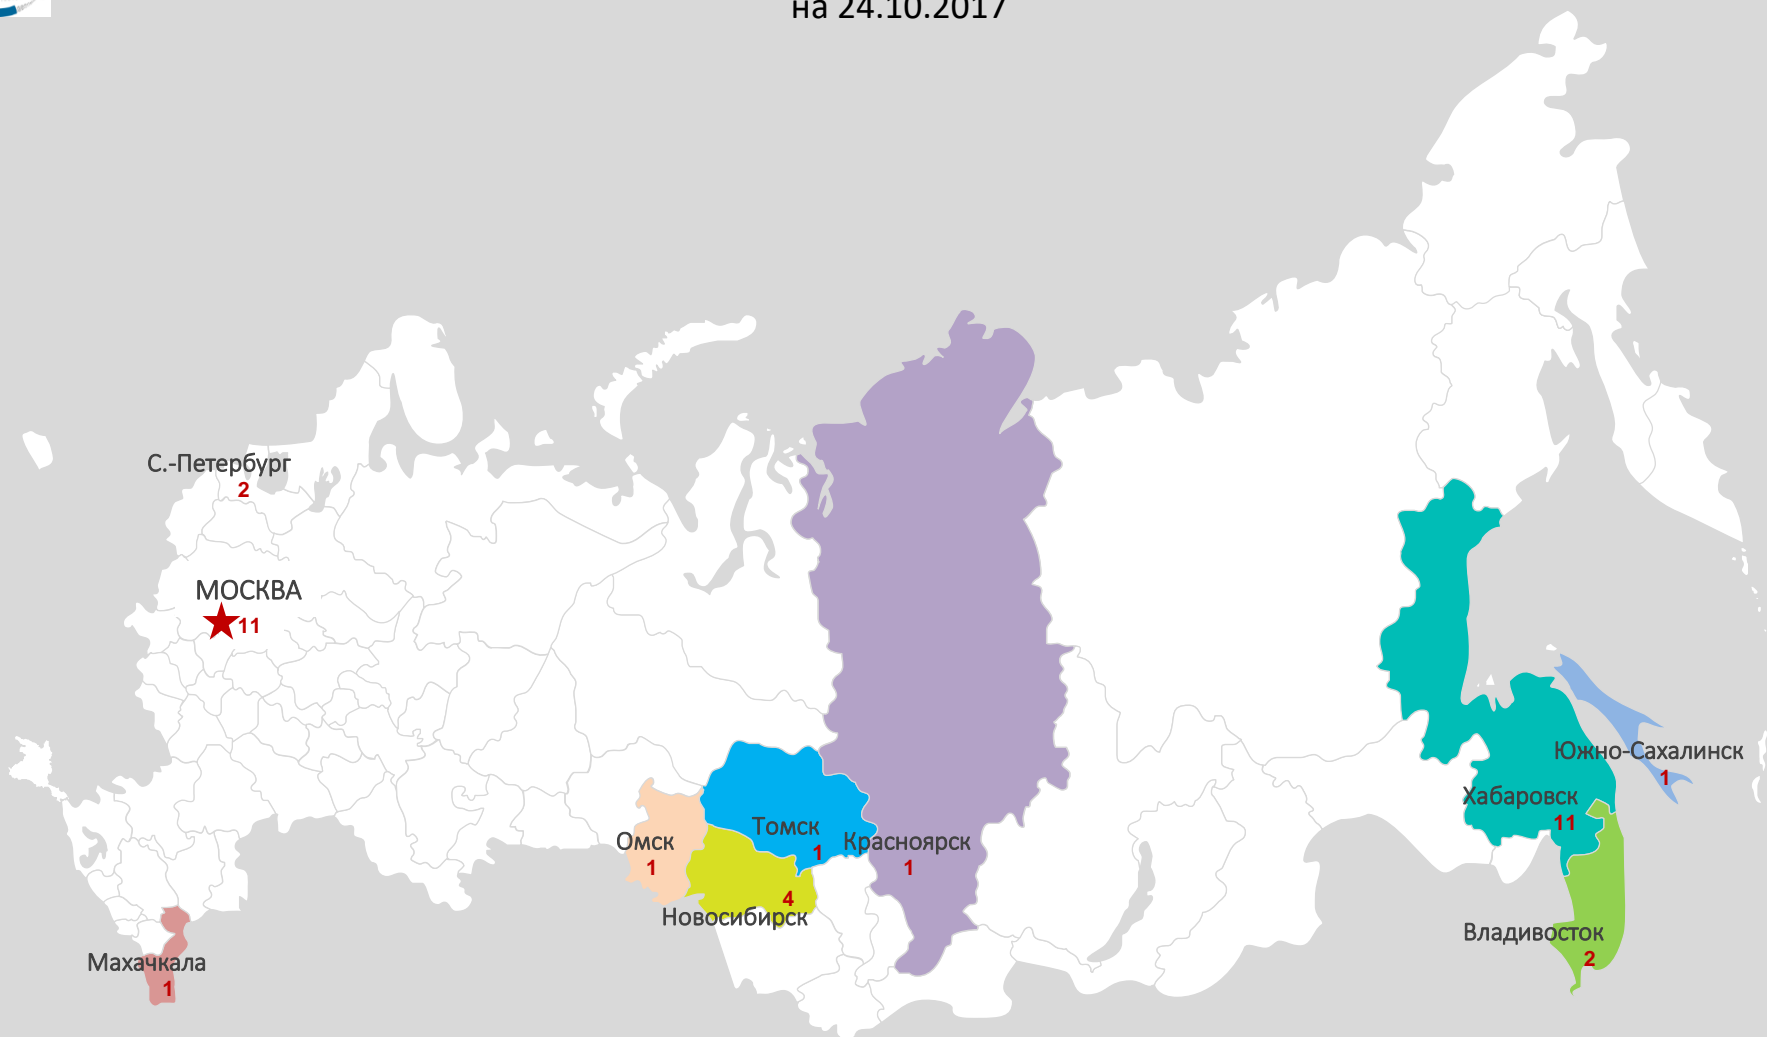 на 24.10.2017
С.-Петербург
2
МОСКВА
11
Южно-Сахалинск
1
Хабаровск
11
Томск
1
Омск
1
Красноярск
1
4
Новосибирск
Владивосток
2
Махачкала
1